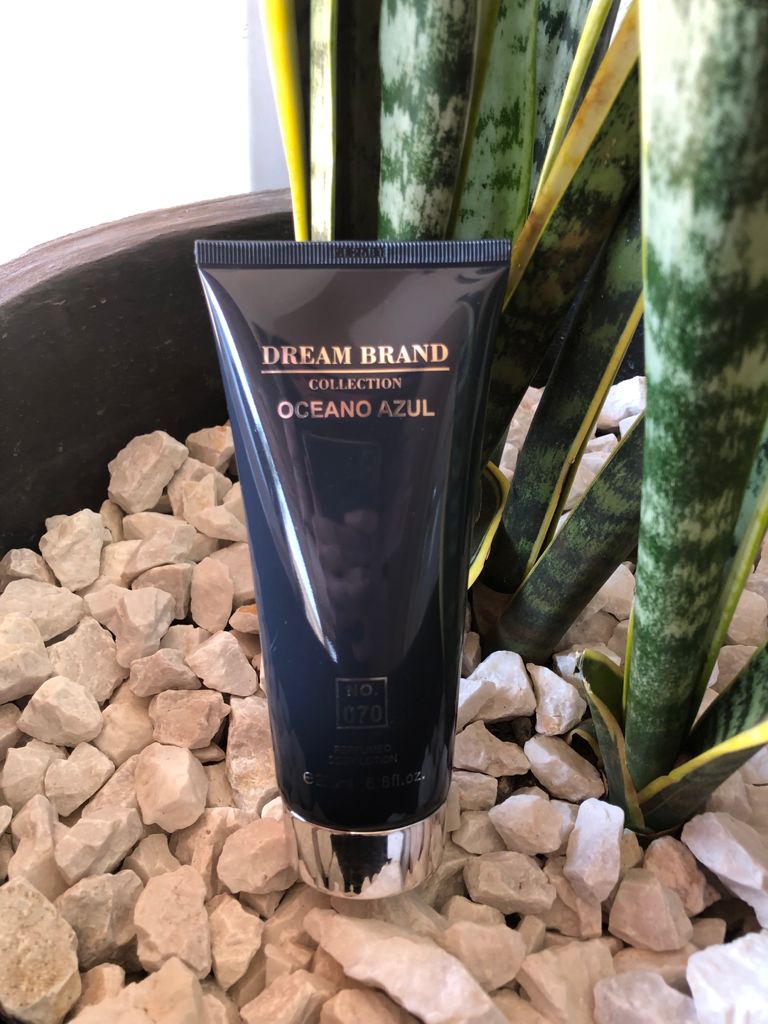 DREAM BRAND
COLLECTION
OCEANO AZUL
NO.
070
PERFUMED
BODY LOTION
6.8fl.oz.